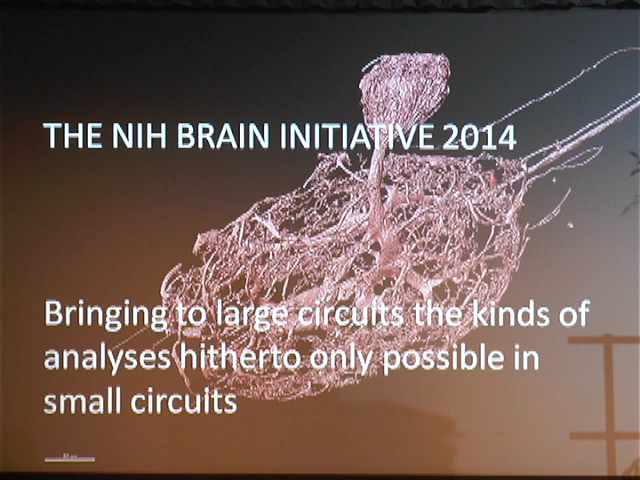 THE NIH BRAIN INITIATIVE 2014
Bringing to large circuits the kinds of
analyses hitherto only possible in
small circuits